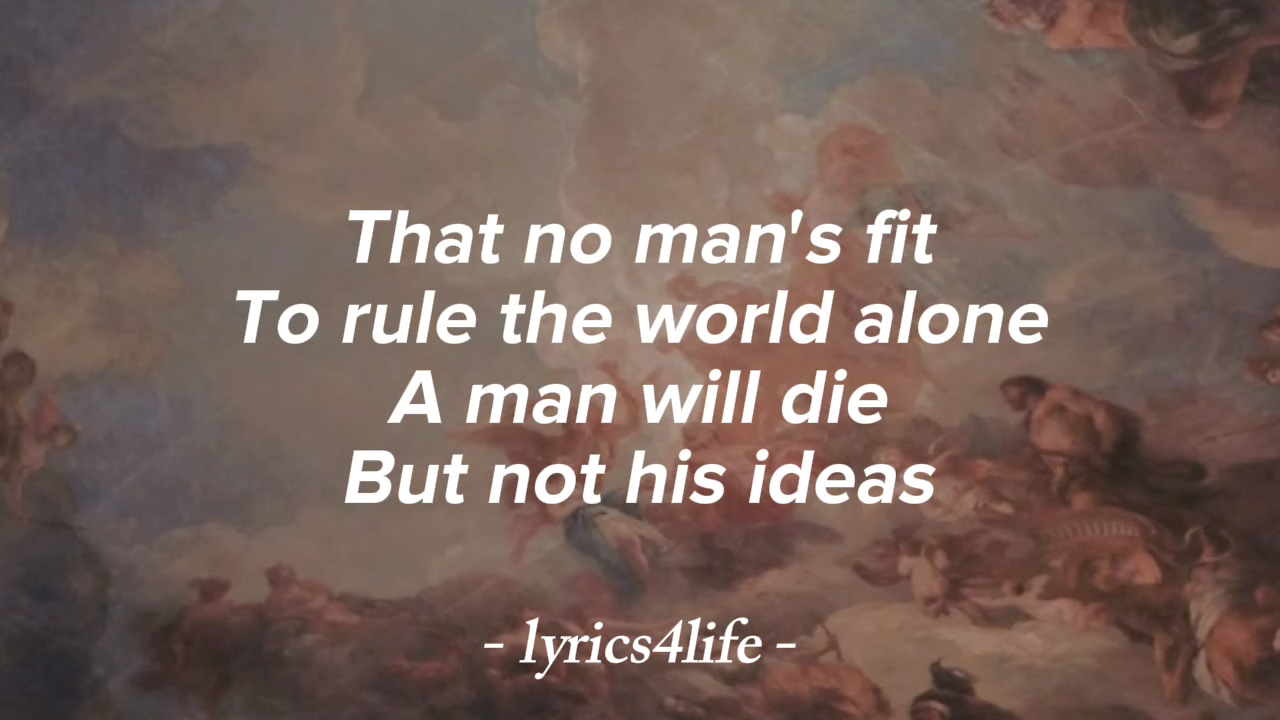 That no man's fit
To rule the world alone
A man will die
But not his ideas
- lyrics4life -